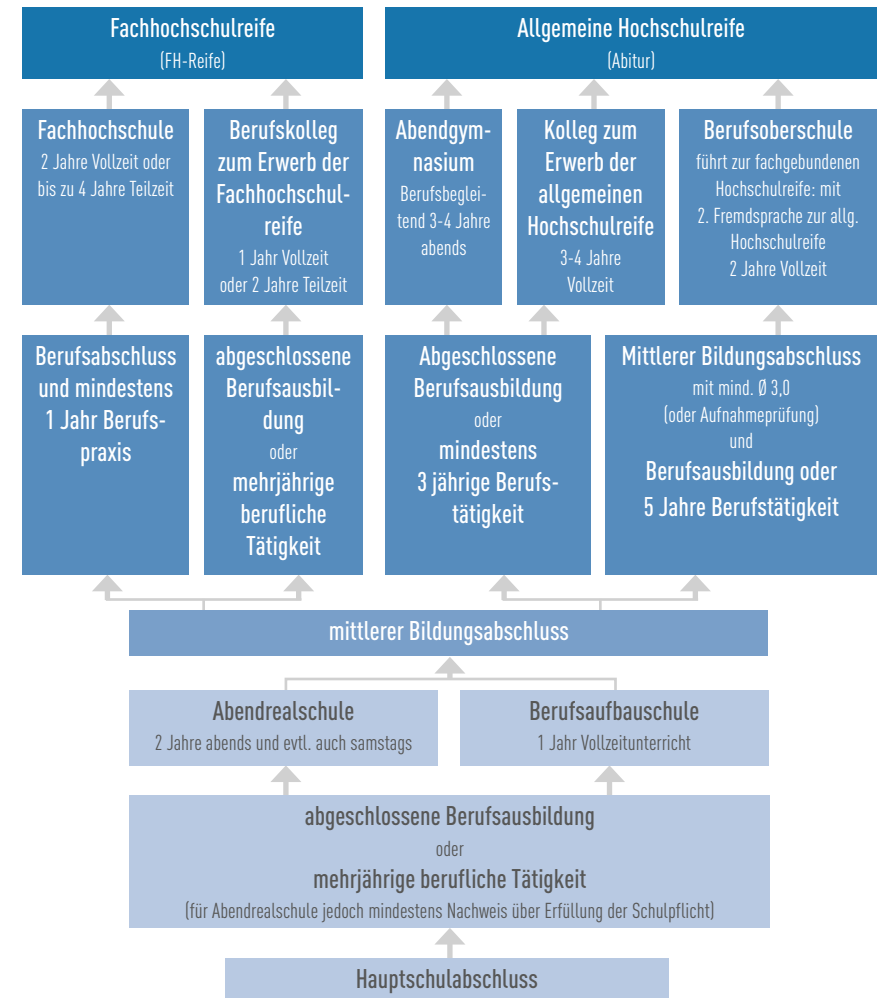 Fachhochschulreife
(FH-Reife)
Allgemeine Hochschulreife
(Abitur)
Fachhochschule
2 Jahre Vollzeit oder
bis zu 4 Jahre Teilzeit
Berufskolleg
zum Erwerb der
Fachhochschul-
reife
1 Jahr Vollzeit
oder 2 Jahre Teilzeit
Abendgym-
nasium
Berufsbeglei-
tend 3-4 Jahre
abends
Kolleg zum
Erwerb der
allgemeinen
Hochschulreife
3-4 Jahre
Vollzeit
Berufsoberschule
führt zur fachgebundenen
Hochschulreife: mit
2. Fremdsprache zur allg.
Hochschulreife
2 Jahre Vollzeit
Berufsabschluss
und mindestens
1 Jahr Berufs-
praxis
abgeschlossene
Berufsausbil-
dung
oder
mehrjährige
berufliche
Tätigkeit
Abgeschlossene
Berufsausbildung
oder
mindestens
3 jährige Berufs-
tätigkeit
Mittlerer Bildungsabschluss
mit mind. Ø 3,0
(oder Aufnahmeprüfung)
und
Berufsausbildung oder
5 Jahre Berufstätigkeit
mittlerer Bildungsabschluss
Abendrealschule
2 Jahre abends und evtl. auch samstags
Berufsaufbauschule
1 Jahr Vollzeitunterricht
abgeschlossene Berufsausbildung
oder
mehrjährige berufliche Tätigkeit
(für Abendrealschule jedoch mindestens Nachweis über Erfüllung der Schulpflicht)
Hauptschulabschluss